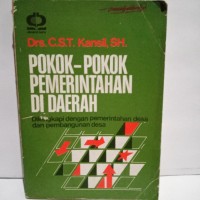 Drs. C.S.T. Kansil, SH.
POKOK-POKOK
PEMERINTAHAN
DI DAERAH
Dilengkapi dengan pemerintahan desa
dan pembangunan desa